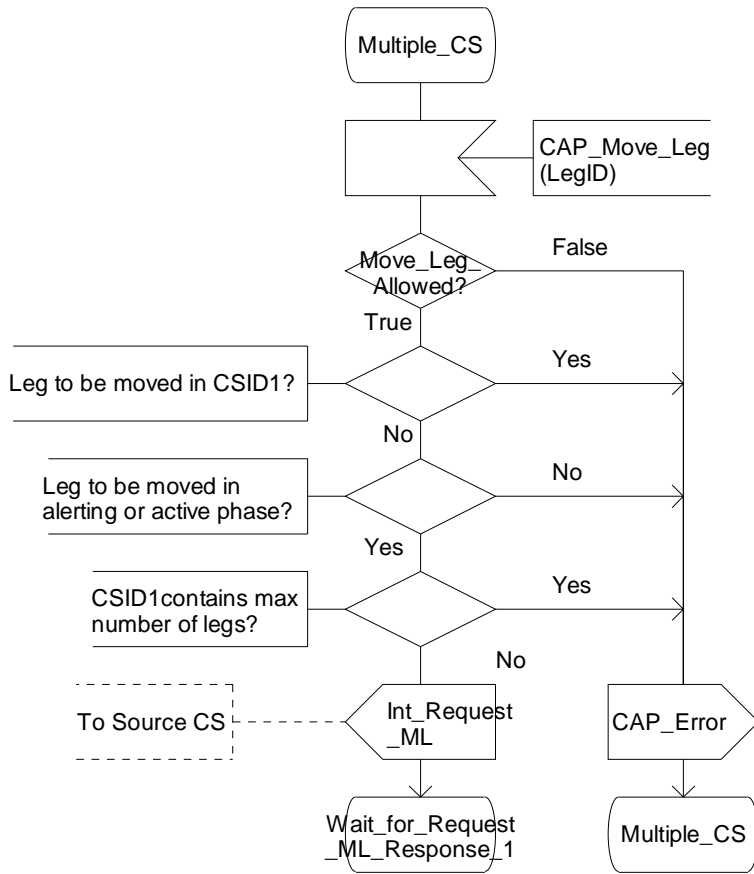 Multiple_CS
CAP_Move_Leg
(LegID)
Move_Leg_
Allowed?
False
True
Leg to be moved in CSID1?
Yes
No
Leg to be moved in
alerting or active phase?
No
Yes
CSID1contains max
number of legs?
Yes
No
To Source CS
Int_Request
_ML
CAP_Error
Wait_for_Request
_ML_Response_1
Multiple_CS